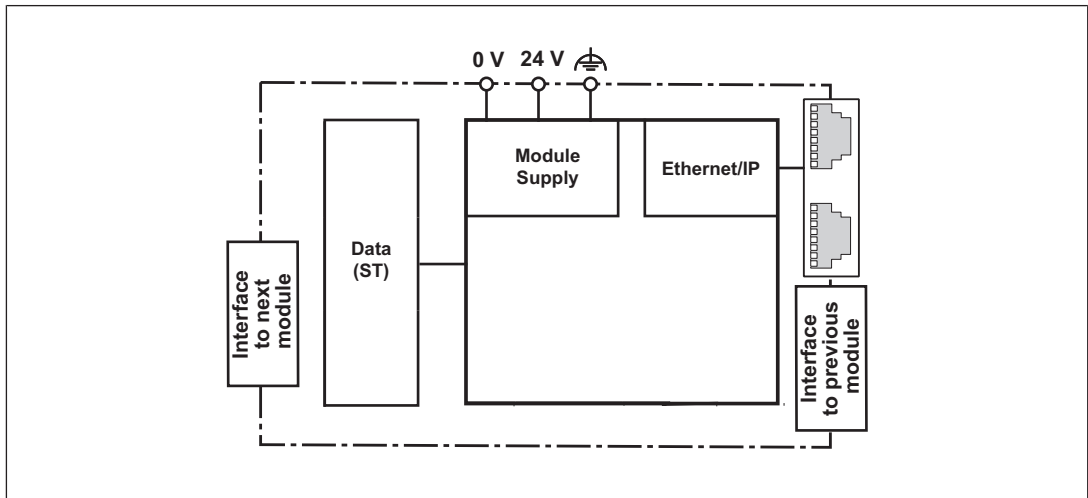 0 V 24 V
Module
Supply
Ethernet/IP
Data
(ST)
Interface
to next
module
Interface
to previous
module